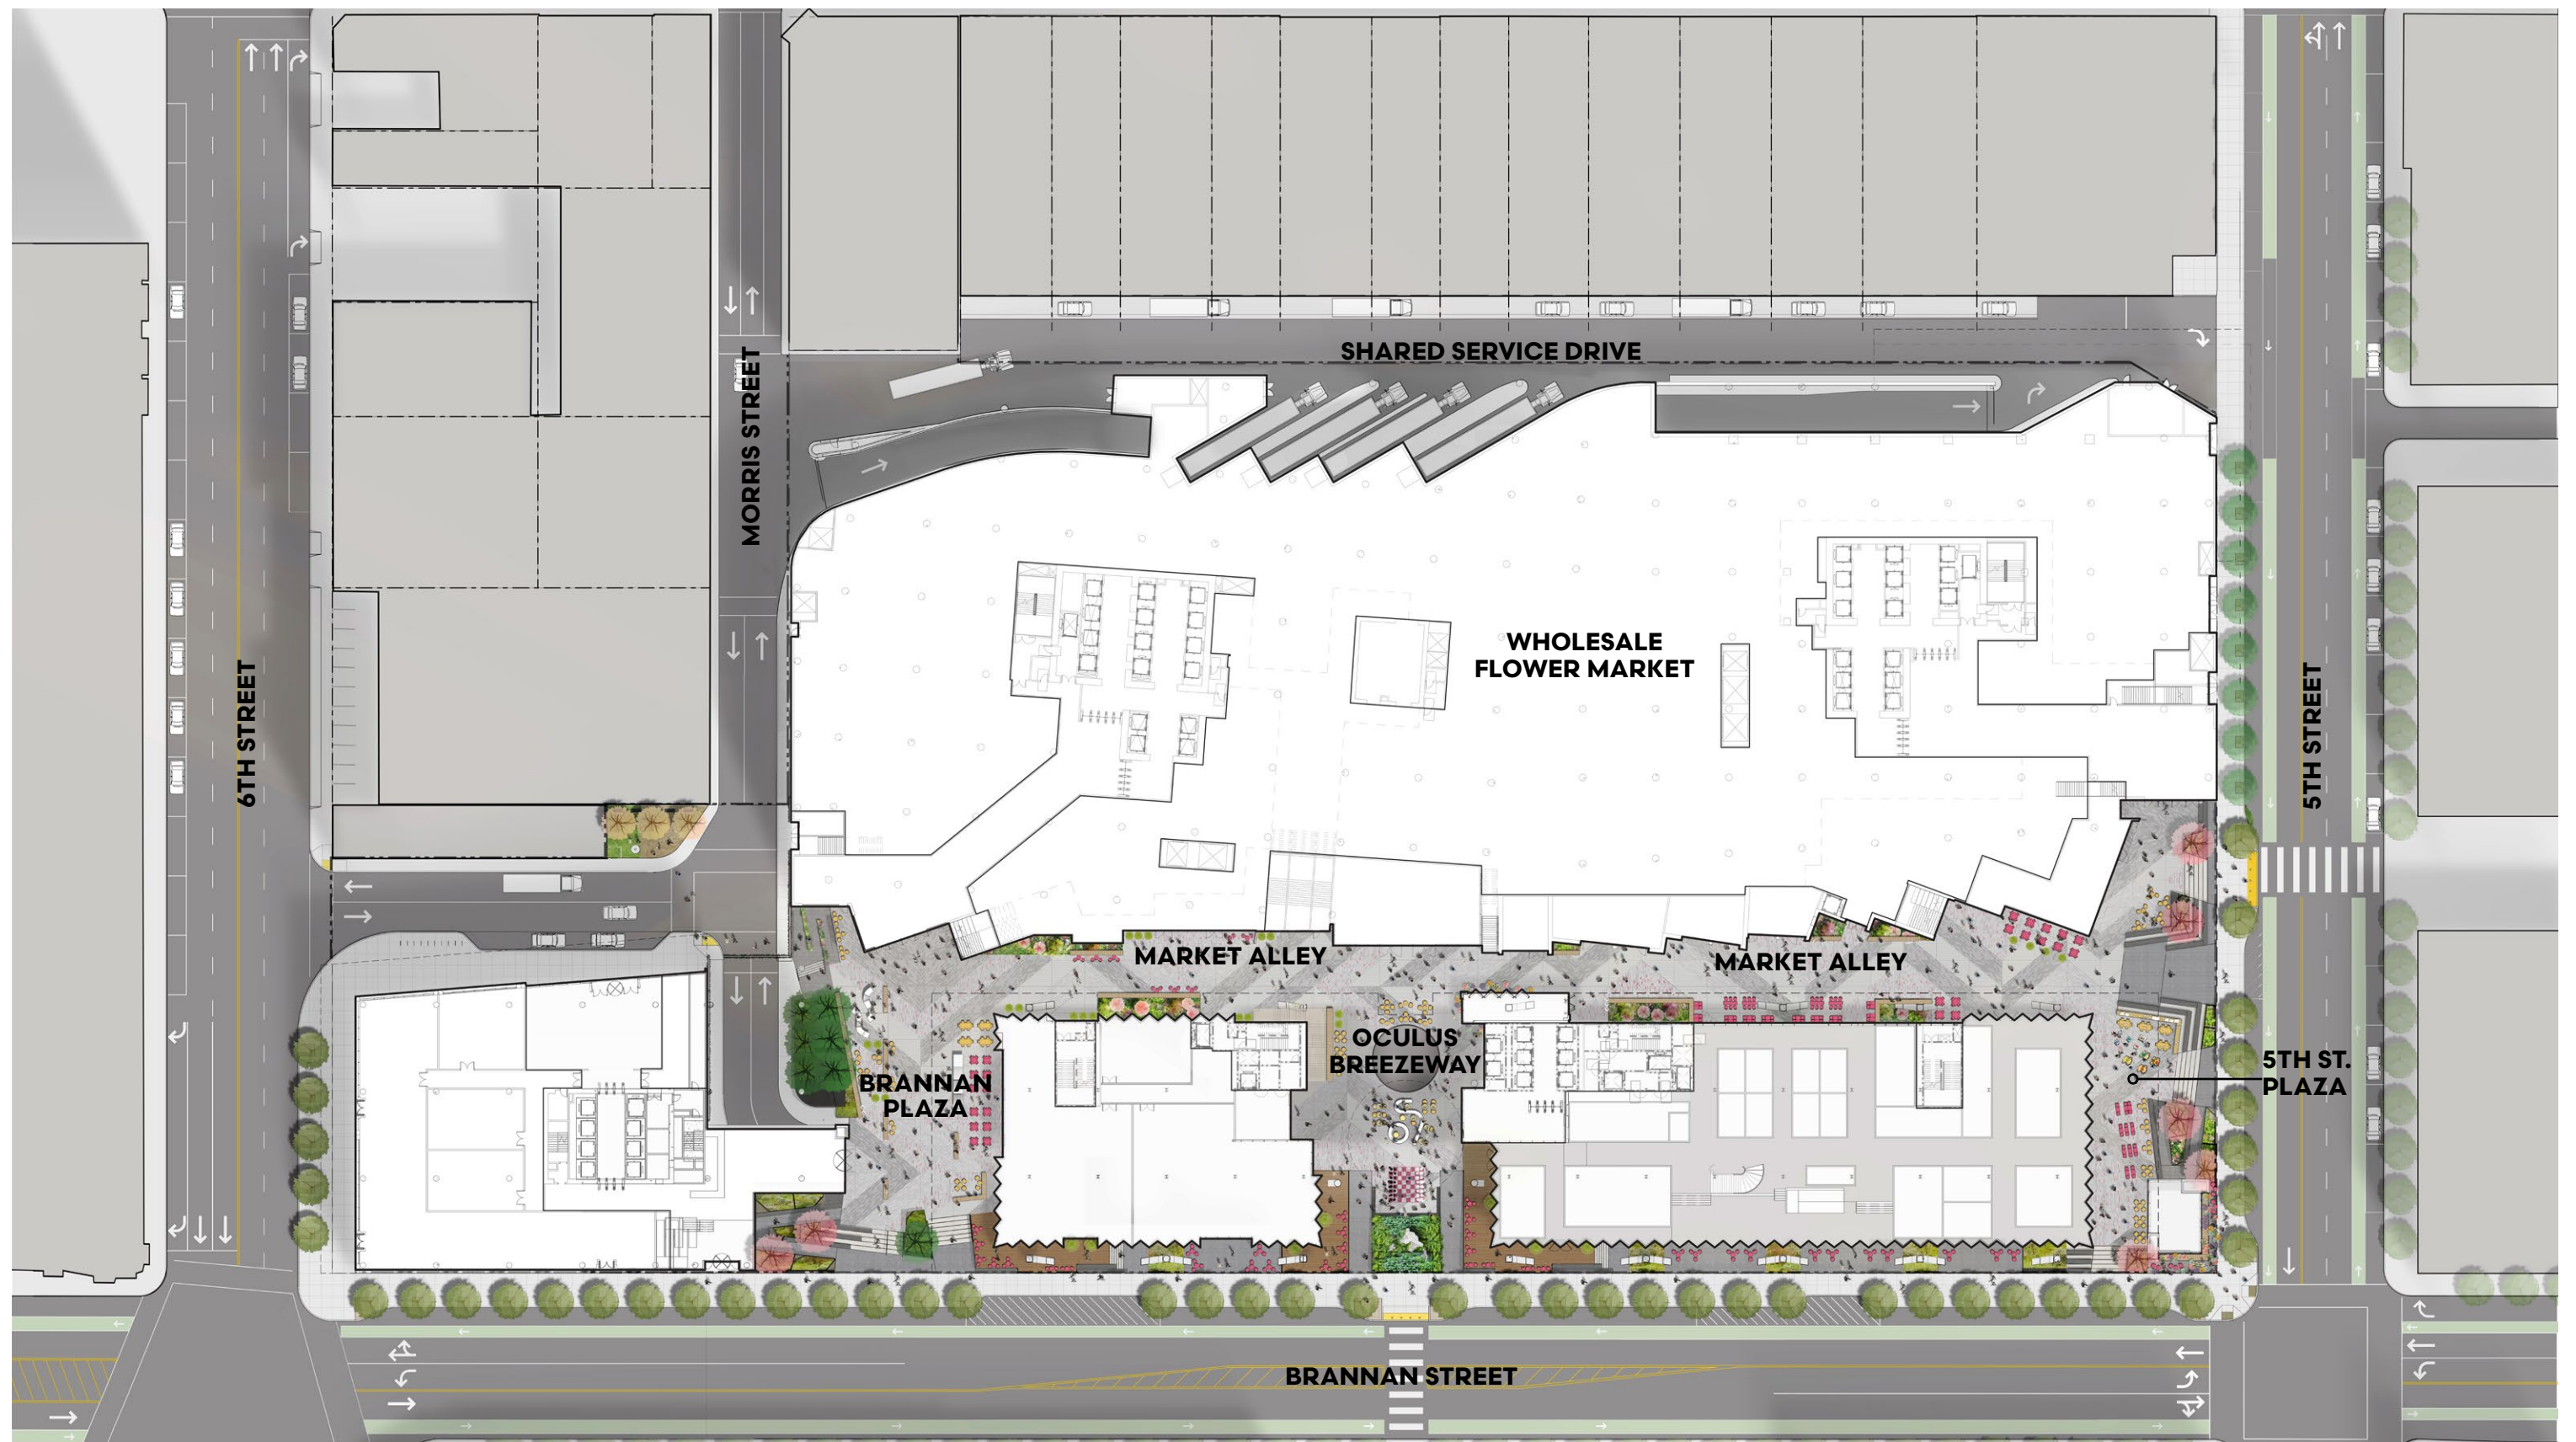 SHARED SERVICE DRIVE
MORRIS STREET
WHOLESALE
FLOWER MARKET
6TH STREET
5TH STREET
MARKET ALLEY
MARKET ALLEY
OCULUS
BREEZEWAY
BRANNAN
PLAZA
5TH ST.
PLAZA
BRANNAN STREET